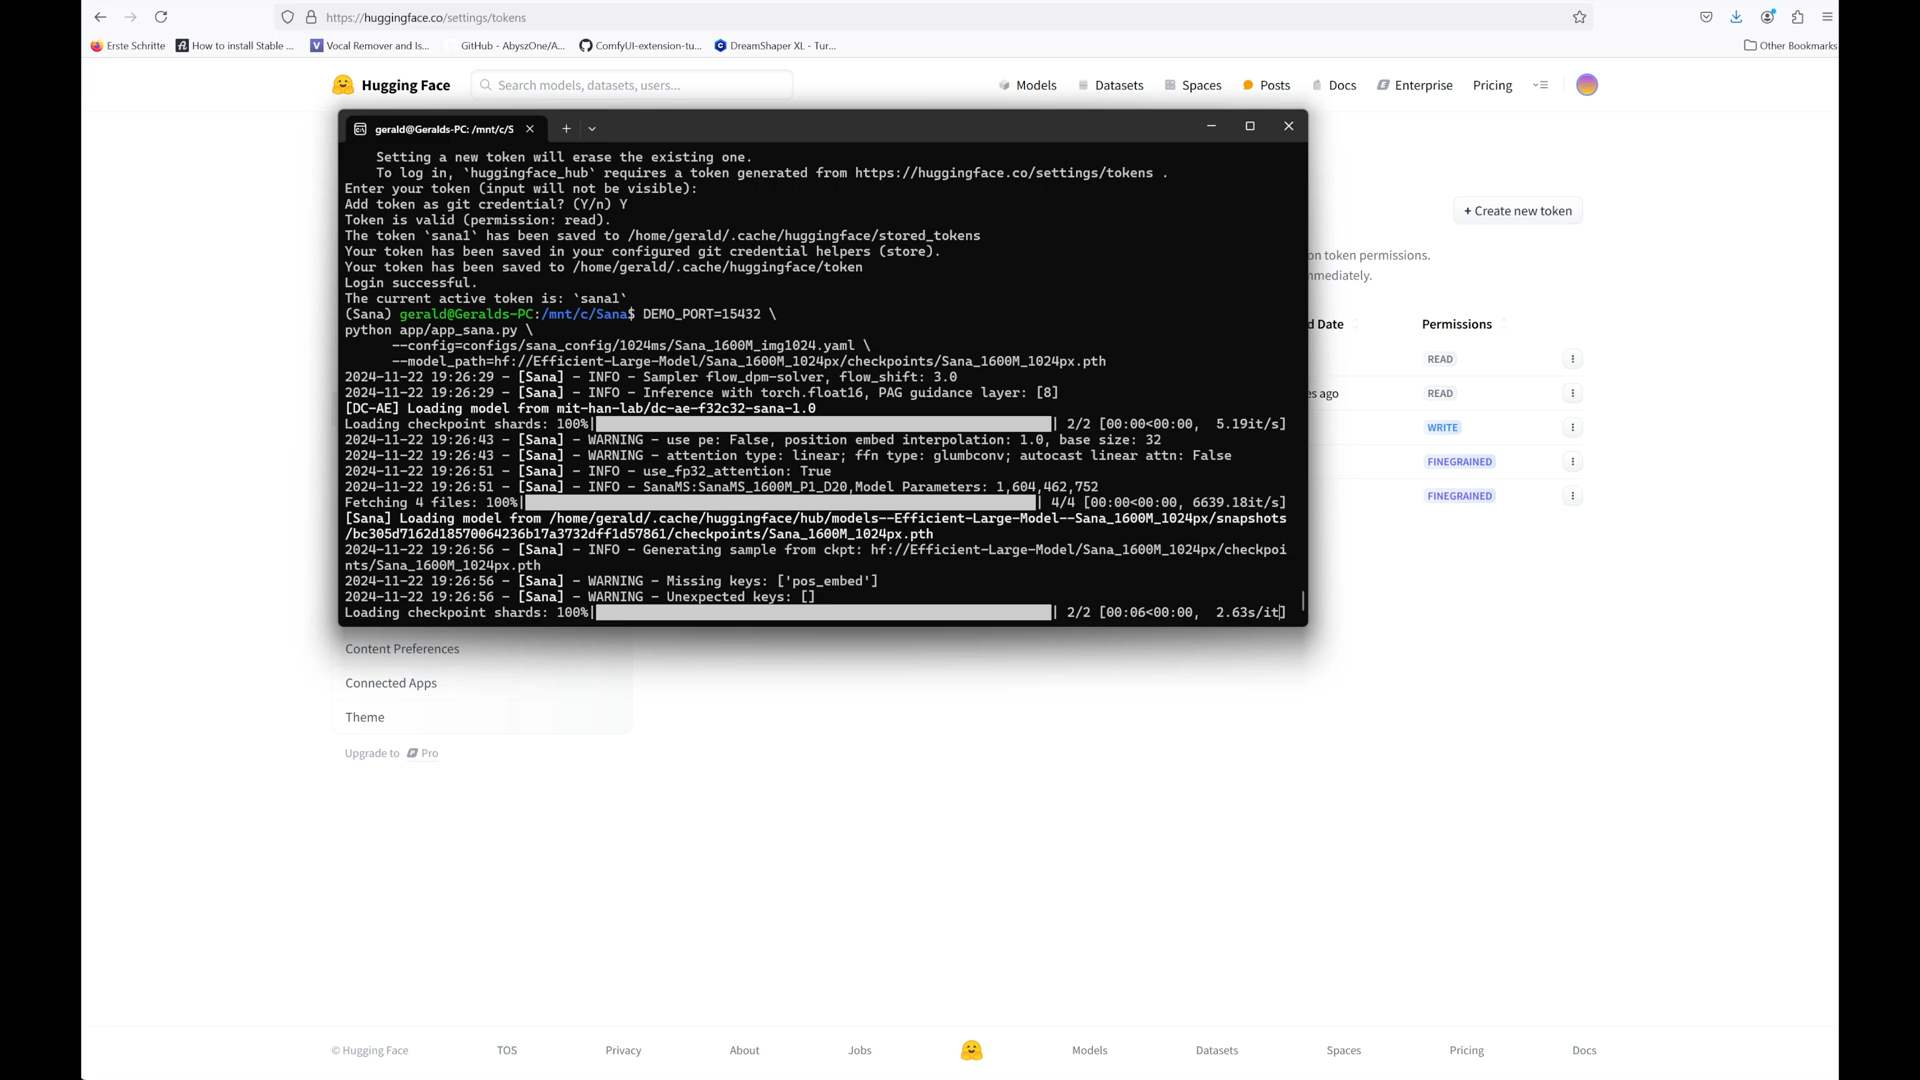 https://huggingface.co/settings/tokens
Erste Schritte
How to install Stable ...
Vocal Remover and Is...
GitHub - AbyszOne/A...
ComfyUI-extension-tu...
DreamShaper XL - Tur...
Other Bookmarks
Hugging Face
Search models, datasets, users...
Models
Datasets
Spaces
Posts
Docs
Enterprise
Pricing
gerald@Geralds-PC: /mnt/c/S
Setting a new token will erase the existing one.
To log in, `huggingface_hub` requires a token generated from https://huggingface.co/settings/tokens .
Enter your token (input will not be visible):
Add token as git credential? (Y/n) Y
Token is valid (permission: read).
The token `sana1` has been saved to /home/gerald/.cache/huggingface/stored_tokens
Your token has been saved in your configured git credential helpers (store).
Your token has been saved to /home/gerald/.cache/huggingface/token
Login successful.
The current active token is: `sana1`
(Sana) gerald@Geralds-PC:/mnt/c/Sana$ DEMO_PORT=15432 \
python app/app_sana.py \
--config=configs/sana_config/1024ms/Sana_1600M_img1024.yaml \
--model_path=hf://Efficient-Large-Model/Sana_1600M_1024px/checkpoints/Sana_1600M_1024px.pth
2024-11-22 19:26:29 - [Sana] - INFO - Sampler flow_dpm-solver, flow_shift: 3.0
2024-11-22 19:26:29 - [Sana] - INFO - Inference with torch.float16, PAG guidance layer: [8]
[DC-AE] Loading model from mit-han-lab/dc-ae-f32c32-sana-1.0
Loading checkpoint shards: 100%| | 2/2 [00:00<00:00, 5.19it/s]
2024-11-22 19:26:43 - [Sana] - WARNING - use pe: False, position embed interpolation: 1.0, base size: 32
2024-11-22 19:26:43 - [Sana] - WARNING - attention type: linear; ffn type: glumbconv; autocast linear attn: False
2024-11-22 19:26:51 - [Sana] - INFO - use_fp32_attention: True
2024-11-22 19:26:51 - [Sana] - INFO - SanaMS:SanaMS_1600M_P1_D20,Model Parameters: 1,604,462,752
Fetching 4 files: 100%| | 4/4 [00:00<00:00, 6639.18it/s]
[Sana] Loading model from /home/gerald/.cache/huggingface/hub/models--Efficient-Large-Model--Sana_1600M_1024px/snapshots
/bc305d7162d18570064236b17a3732dff1d57861/checkpoints/Sana_1600M_1024px.pth
2024-11-22 19:26:56 - [Sana] - INFO - Generating sample from ckpt: hf://Efficient-Large-Model/Sana_1600M_1024px/checkpoi
nts/Sana_1600M_1024px.pth
2024-11-22 19:26:56 - [Sana] - WARNING - Missing keys: ['pos_embed']
2024-11-22 19:26:56 - [Sana] - WARNING - Unexpected keys: []
Loading checkpoint shards: 100%| | 2/2 [00:06<00:00, 2.63s/it]
+ Create new token
on token permissions.
mmediately.
d Date
Permissions
READ
es ago
READ
WRITE
FINEGRAINED
FINEGRAINED
Content Preferences
Connected Apps
Theme
Upgrade to Pro
© Hugging Face
TOS
Privacy
About
Jobs
Models
Datasets
Spaces
Pricing
Docs